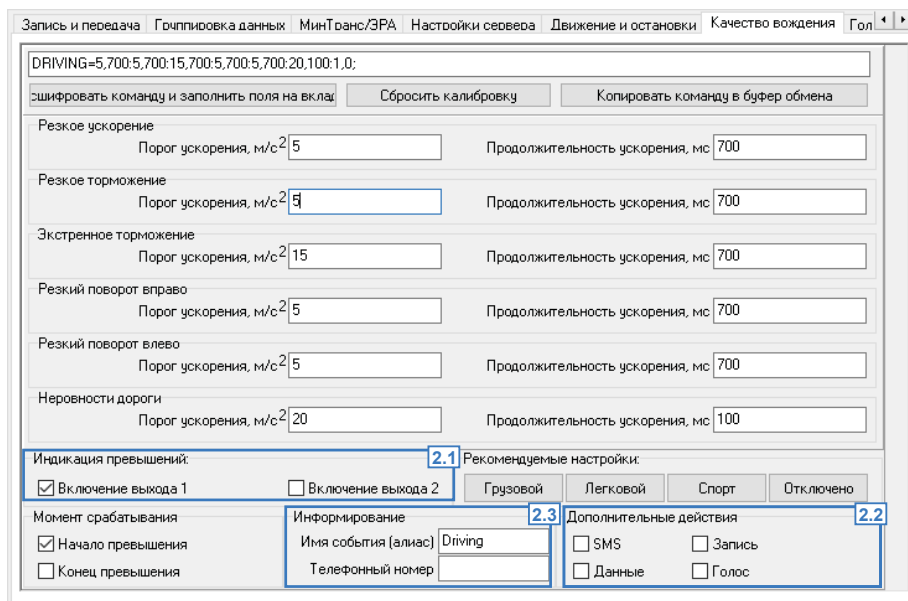 Запись и передача Группировка данных МинТранс/ЭРА Настройки сервера Движение и остановки Качество вождения Гол
DRIVING=5,700:5,700:15,700:5,700:5,700:20,100:1,0;
сшифровать команду и заполнить поля на вклад Сбросить калибровку Копировать команду в буфер обмена
Резкое ускорение
Порог ускорения, м/с2 5 Продолжительность ускорения, мс 700
Резкое торможение
Порог ускорения, м/с2 5 Продолжительность ускорения, мс 700
Экстренное торможение
Порог ускорения, м/с2 15 Продолжительность ускорения, мс 700
Резкий поворот вправо
Порог ускорения, м/с2 5 Продолжительность ускорения, мс 700
Резкий поворот влево
Порог ускорения, м/с2 5 Продолжительность ускорения, мс 700
Неровности дороги
Порог ускорения, м/с2 20 Продолжительность ускорения, мс 100
Индикация превышений: 2.1 Рекомендуемые настройки:
Включение выхода 1 Включение выхода 2 Грузовой Легковой Спорт Отключено
Момент срабатывания Информирование 2.3 Дополнительные действия 2.2
Начало превышения Имя события (алиас) Driving SMS Запись
Конец превышения Телефонный номер Данные Голос